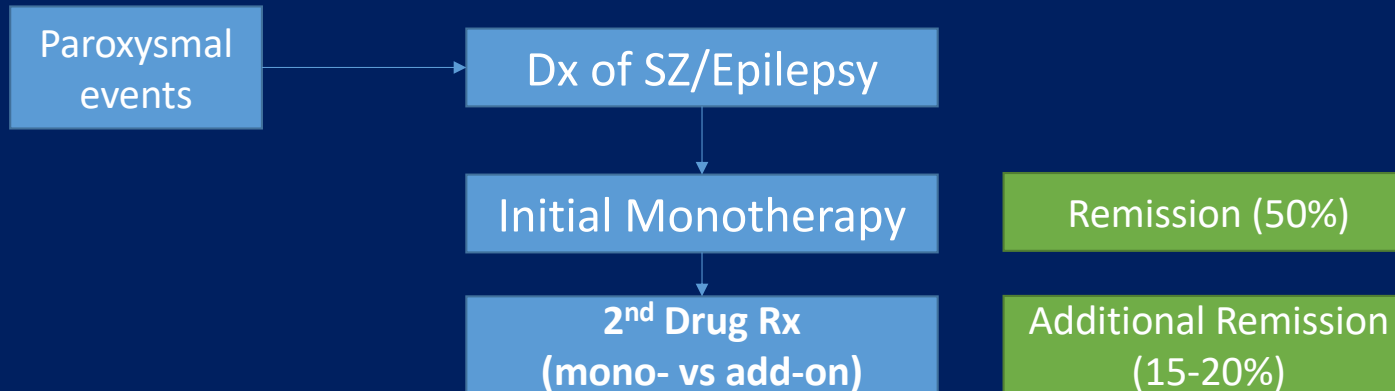 Paroxysmal
events
Dx of SZ/Epilepsy
Initial Monotherapy
Remission (50%)
2nd Drug Rx
(mono- vs add-on)
Additional Remission
(15-20%)